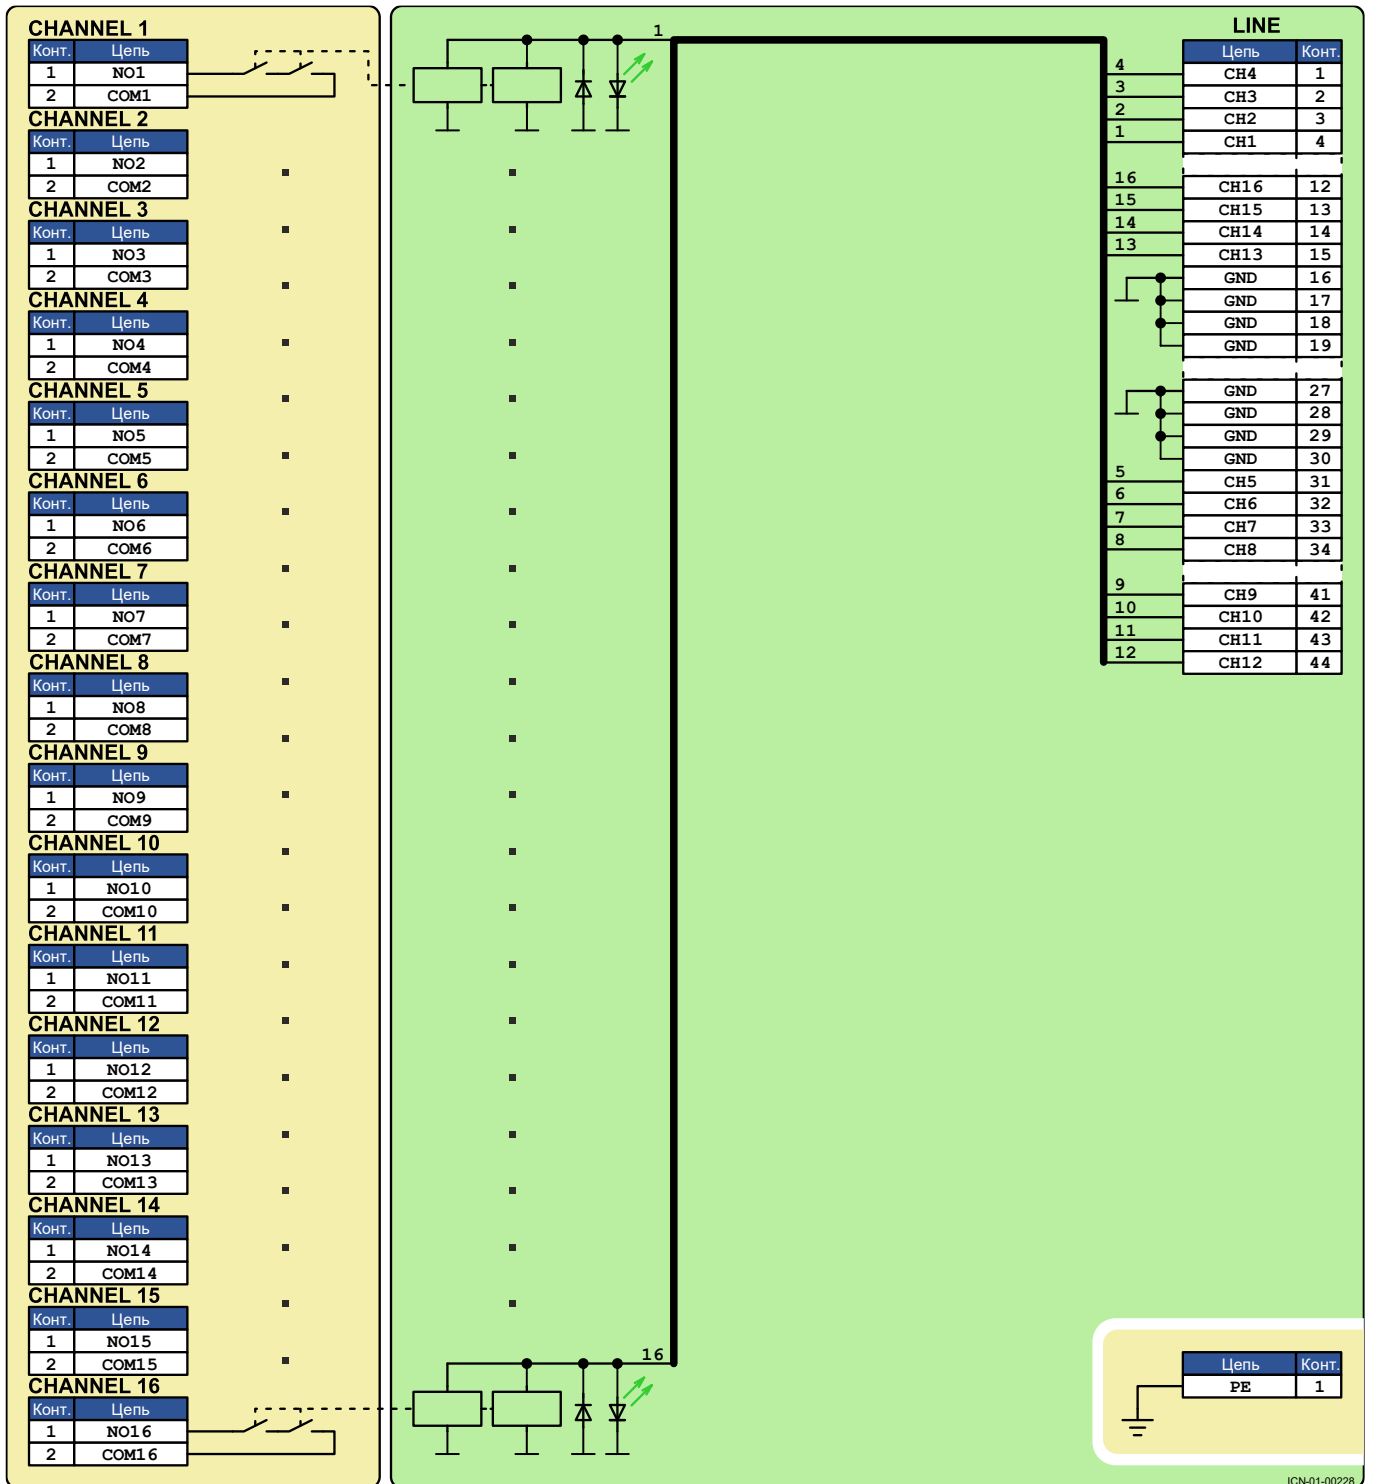 CHANNEL 1
Конт. Цепь
1 NO1
2 COM1
CHANNEL 2
Конт. Цепь
1 NO2
2 COM2
CHANNEL 3
Конт. Цепь
1 NO3
2 COM3
CHANNEL 4
Конт. Цепь
1 NO4
2 COM4
CHANNEL 5
Конт. Цепь
1 NO5
2 COM5
CHANNEL 6
Конт. Цепь
1 NO6
2 COM6
CHANNEL 7
Конт. Цепь
1 NO7
2 COM7
CHANNEL 8
Конт. Цепь
1 NO8
2 COM8
CHANNEL 9
Конт. Цепь
1 NO9
2 COM9
CHANNEL 10
Конт. Цепь
1 NO10
2 COM10
CHANNEL 11
Конт. Цепь
1 NO11
2 COM11
CHANNEL 12
Конт. Цепь
1 NO12
2 COM12
CHANNEL 13
Конт. Цепь
1 NO13
2 COM13
CHANNEL 14
Конт. Цепь
1 NO14
2 COM14
CHANNEL 15
Конт. Цепь
1 NO15
2 COM15
CHANNEL 16
Конт. Цепь
1 NO16
2 COM16
1
16
LINE
Цепь Конт.
4 CH4 1
3 CH3 2
2 CH2 3
1 CH1 4
16 CH16 12
15 CH15 13
14 CH14 14
13 CH13 15
GND 16
GND 17
GND 18
GND 19
GND 27
GND 28
GND 29
GND 30
5 CH5 31
6 CH6 32
7 CH7 33
8 CH8 34
9 CH9 41
10 CH10 42
11 CH11 43
12 CH12 44
Цепь Конт.
PE 1
ICN-01-00228